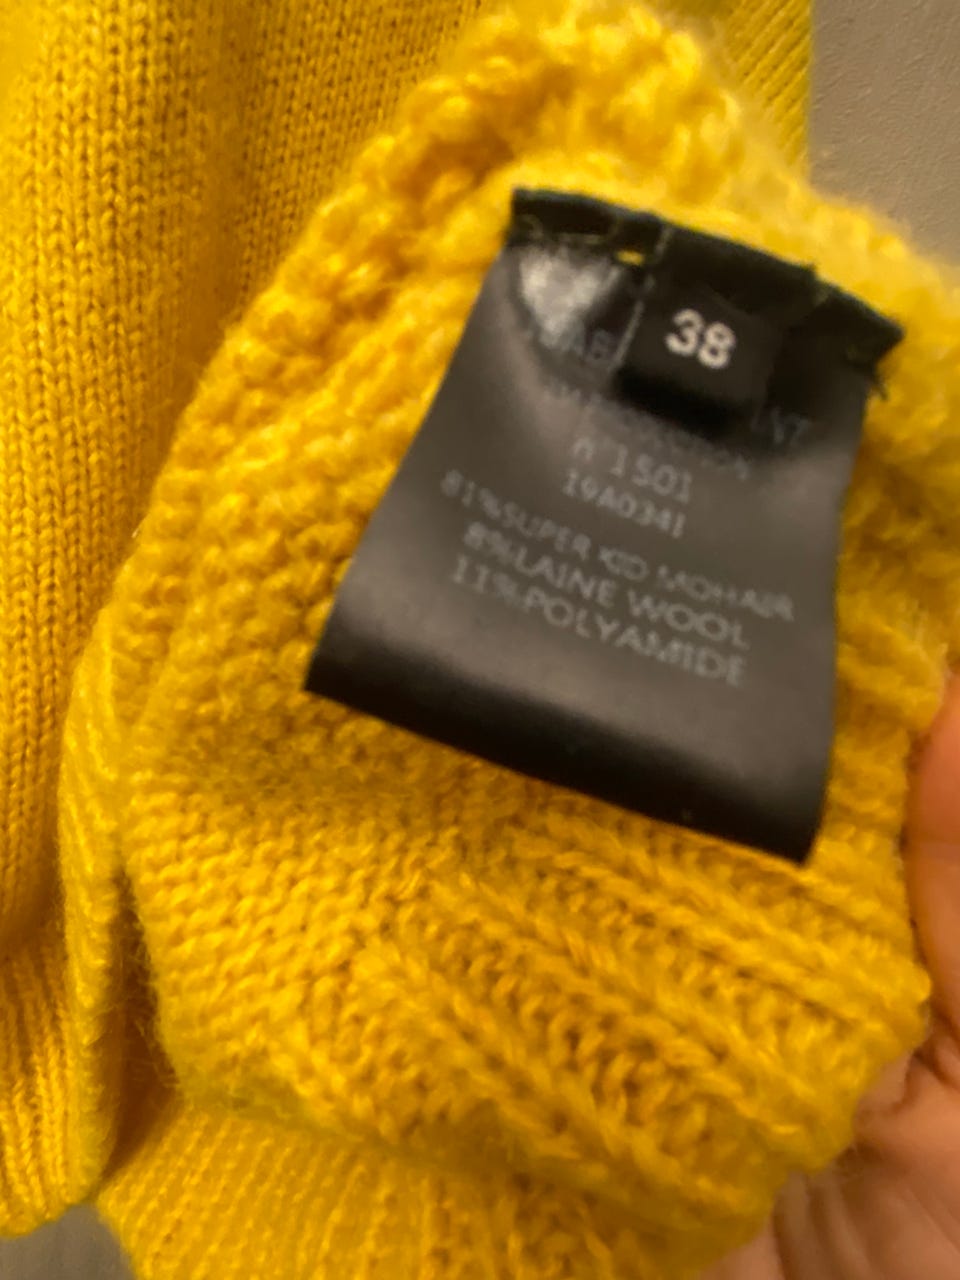 38
n°1501
19A0341
81%SUPER KID MOHAIR
8%LAINE WOOL
11%POLYAMIDE